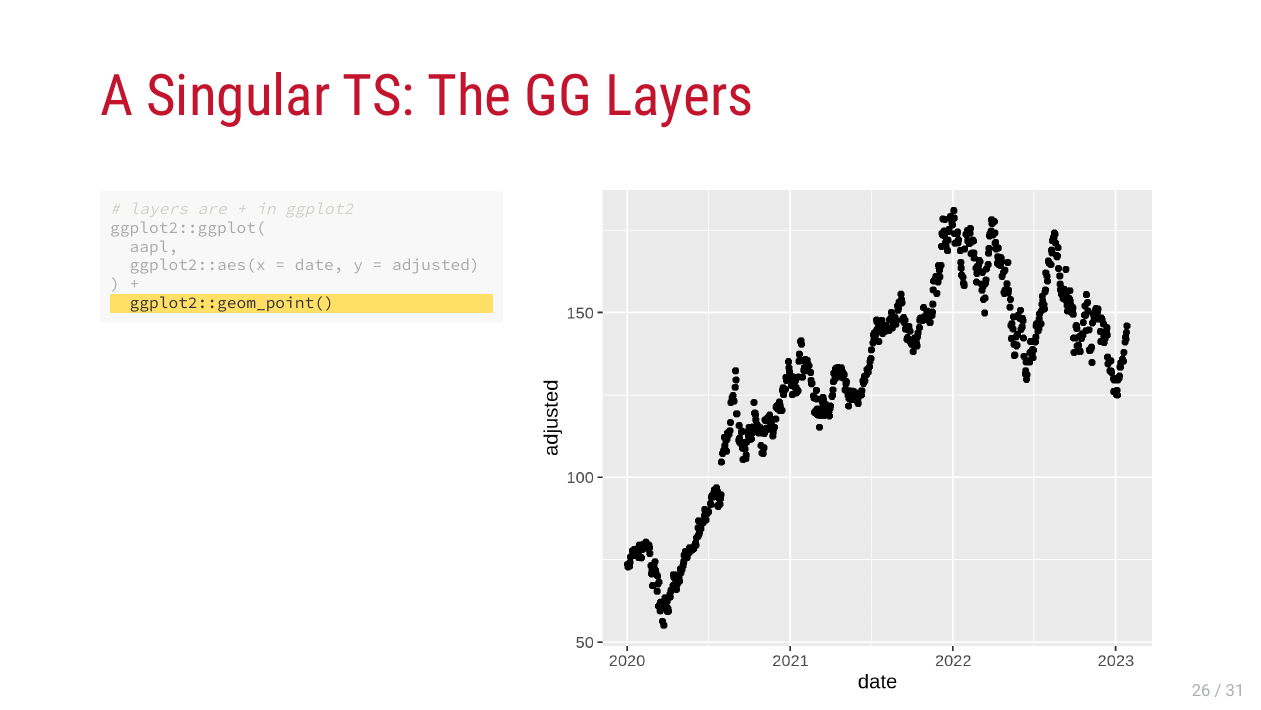 A Singular TS: The GG Layers
# layers are + in ggplot2
ggplot2::ggplot(
  aapl,
  ggplot2::aes(x = date, y = adjusted)
) +
  ggplot2::geom_point()
adjusted
150
100
50
2020 2021 2022 2023
date
26 / 31